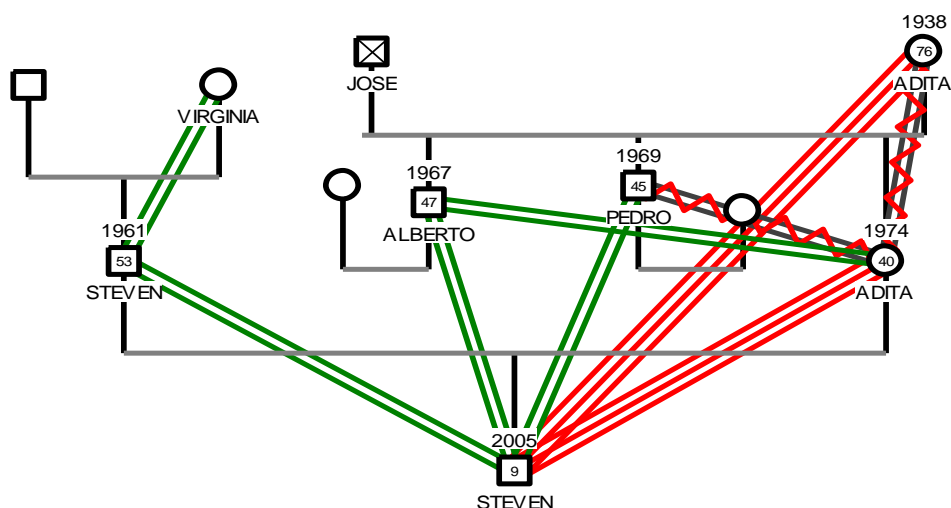 1938
76
JOSE
ADITA
VIRGINIA
1967
1969
47
45
1961
ALBERTO
PEDRO
1974
53
40
STEVEN
ADITA
2005
9
STEVEN